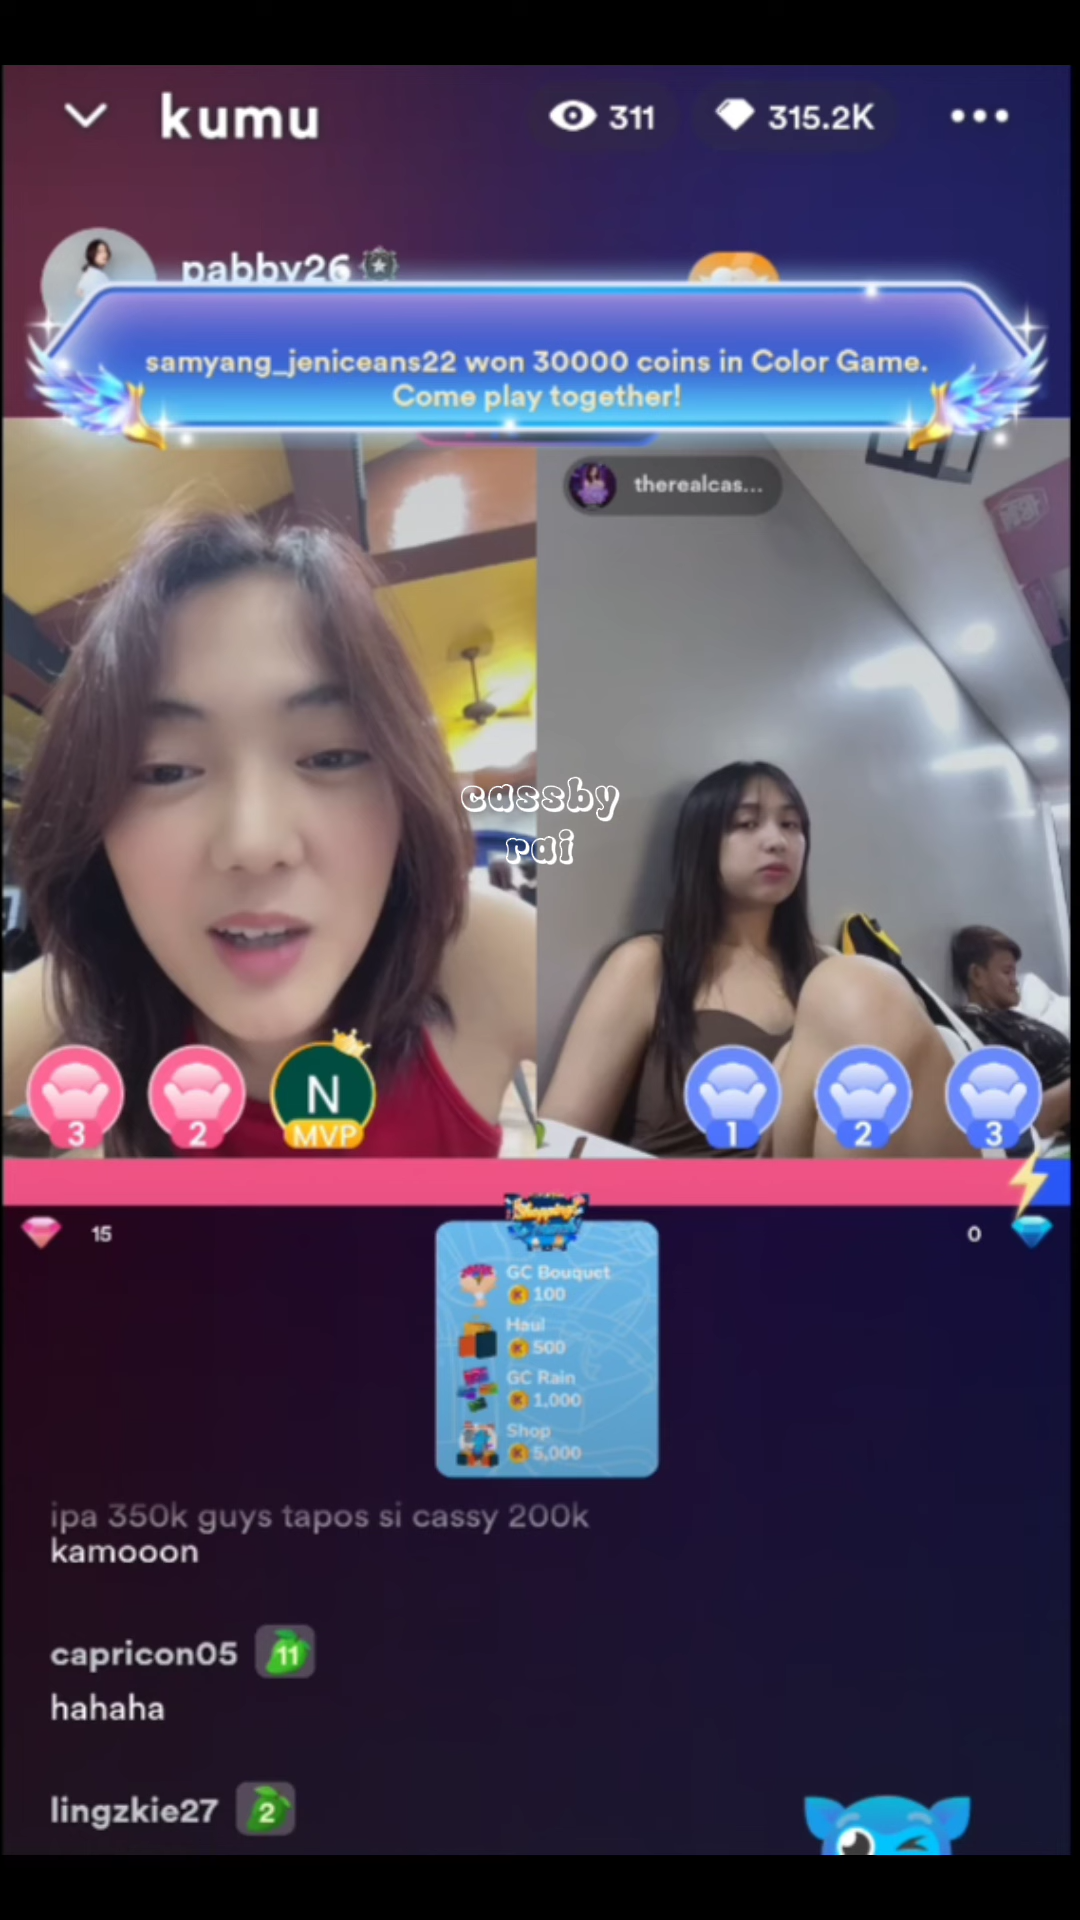 kumu
311
315.2K
pabby26
samyang_jeniceans22 won 30000 coins in Color Game.
Come play together!
therealcas...
cassby
rai
3
2
N
MVP
1
2
3
15
0
Shopping
GC Bouquet
100
Haul
500
GC Rain
1,000
Shop
5,000
ipa 350k guys tapos si cassy 200k
kamooon
capricon05 11
hahaha
lingzkie27 2